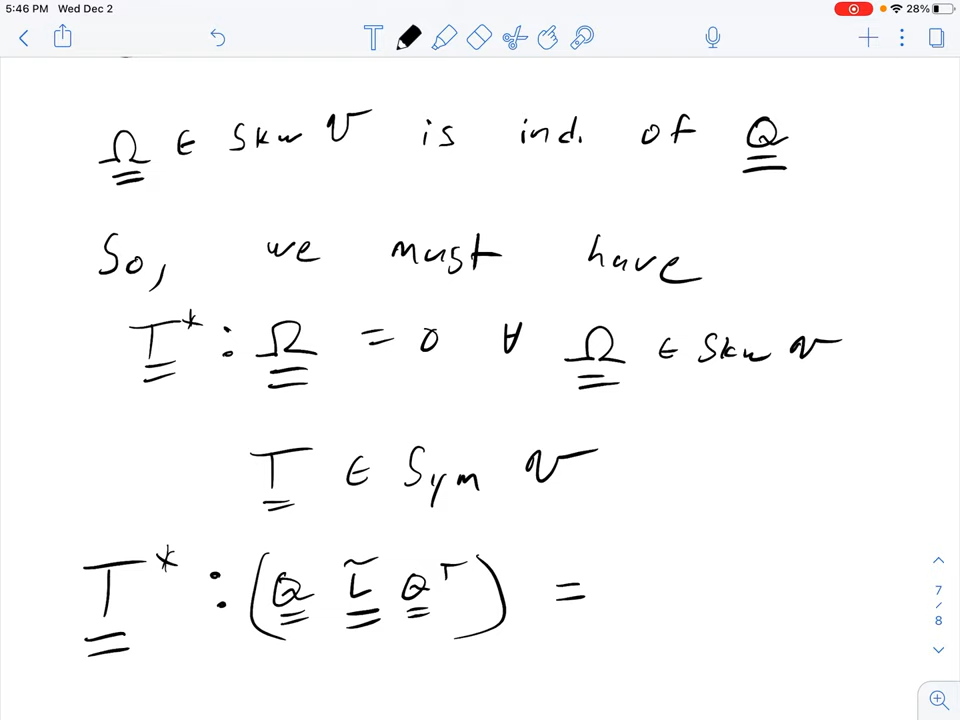 5:46 PM Wed Dec 2
28%
Ω ∈ Skw V is ind. of Q
So, we must have
T* : Ω = 0 ∀ Ω ∈ Skw V
T ∈ Sym V
T* : (Q L̃ Qᵀ) =
7
/
8